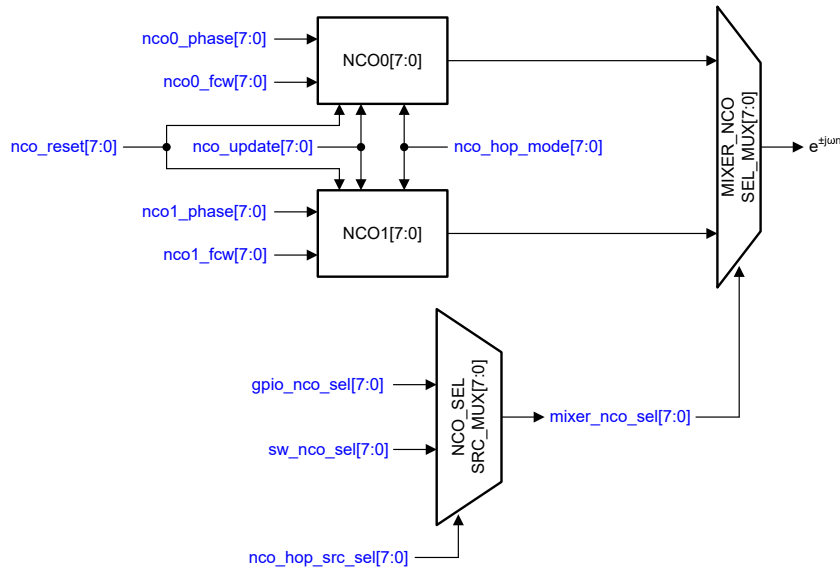 nco0_phase[7:0]
nco0_fcw[7:0]
NCO0[7:0]
nco_reset[7:0]
nco_update[7:0]
nco_hop_mode[7:0]
nco1_phase[7:0]
nco1_fcw[7:0]
NCO1[7:0]
MIXER_NCO
SEL_MUX[7:0]
e±jωn
gpio_nco_sel[7:0]
sw_nco_sel[7:0]
NCO_SEL
SRC_MUX[7:0]
mixer_nco_sel[7:0]
nco_hop_src_sel[7:0]